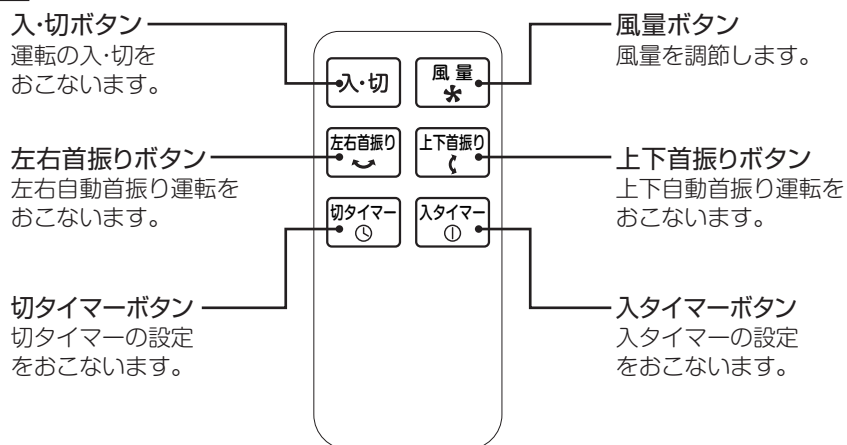 入・切ボタン
運転の入・切を
おこないます。
左右首振りボタン
左右自動首振り運転を
おこないます。
切タイマーボタン
切タイマーの設定
をおこないます。
入・切
風量
左右首振り
上下首振り
切タイマー
入タイマー
風量ボタン
風量を調節します。
上下首振りボタン
上下自動首振り運転を
おこないます。
入タイマーボタン
入タイマーの設定
をおこないます。